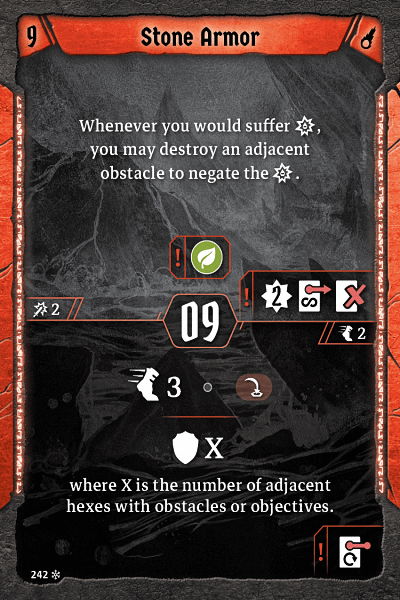 9
Stone Armor
Whenever you would suffer ,
you may destroy an adjacent
obstacle to negate the .
!
! 2
2
09
2
3
X
where X is the number of adjacent
hexes with obstacles or objectives.
!
242